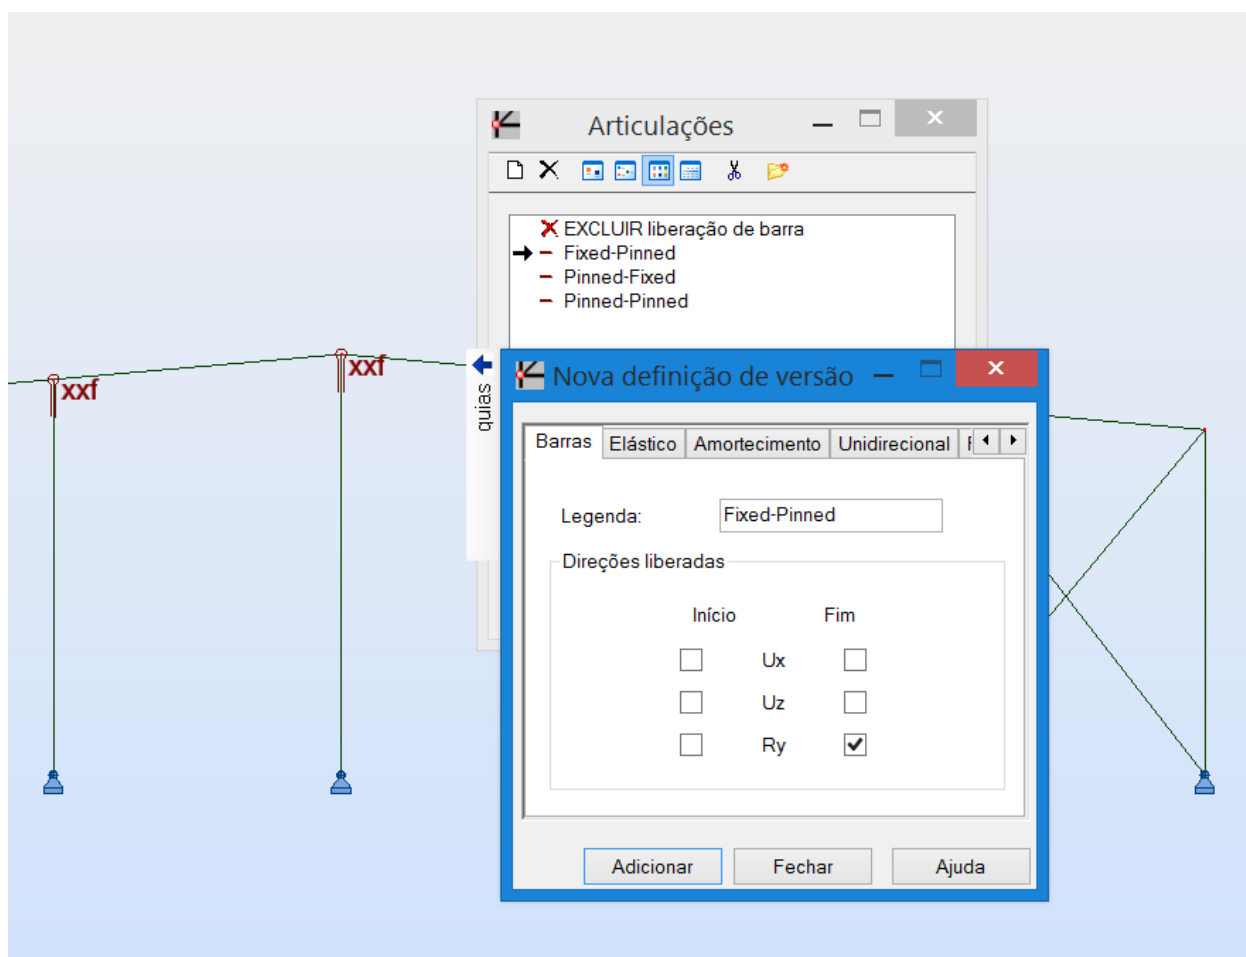 Articulações
EXCLUIR liberação de barra
Fixed-Pinned
Pinned-Fixed
Pinned-Pinned
xxf
xxf
quias
Nova definição de versão
Barras Elástico Amortecimento Unidirecional
Legenda: Fixed-Pinned
Direções liberadas
Início Fim
Ux
Uz
Ry
Adicionar Fechar Ajuda